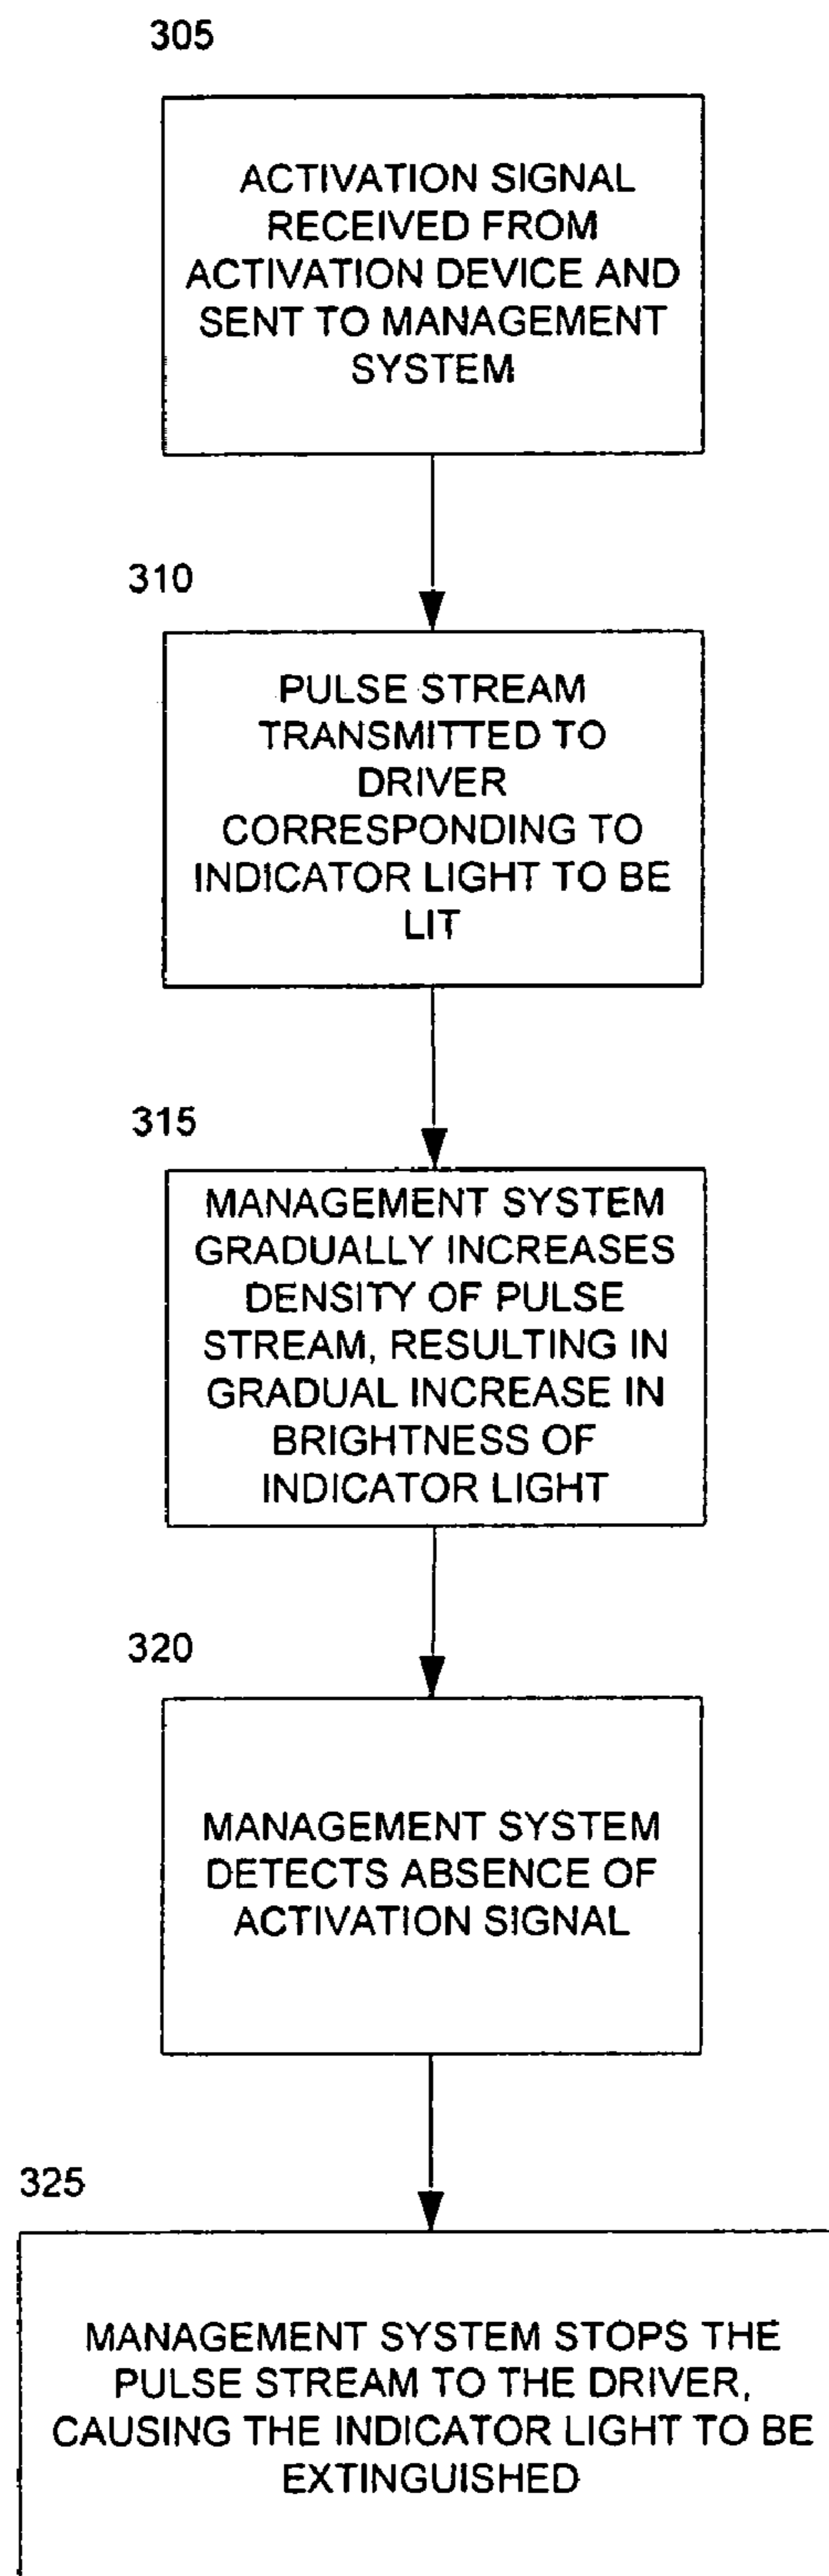 305
ACTIVATION SIGNAL
RECEIVED FROM
ACTIVATION DEVICE AND
SENT TO MANAGEMENT
SYSTEM
310
PULSE STREAM
TRANSMITTED TO
DRIVER
CORRESPONDING TO
INDICATOR LIGHT TO BE
LIT
315
MANAGEMENT SYSTEM
GRADUALLY INCREASES
DENSITY OF PULSE
STREAM, RESULTING IN
GRADUAL INCREASE IN
BRIGHTNESS OF
INDICATOR LIGHT
320
MANAGEMENT SYSTEM
DETECTS ABSENCE OF
ACTIVATION SIGNAL
325
MANAGEMENT SYSTEM STOPS THE
PULSE STREAM TO THE DRIVER,
CAUSING THE INDICATOR LIGHT TO BE
EXTINGUISHED